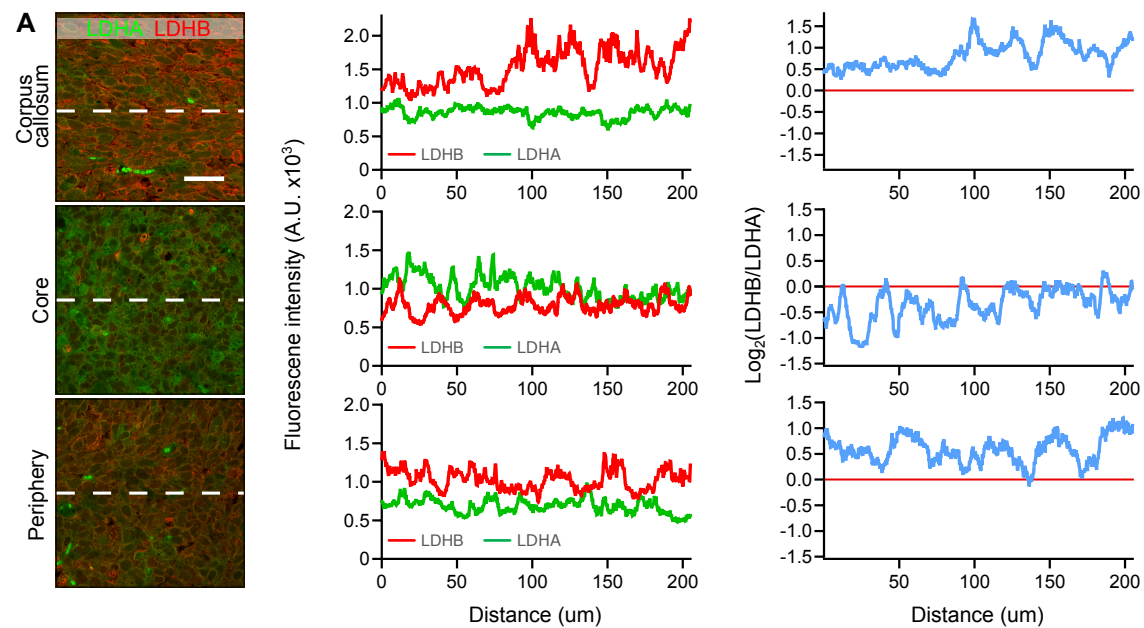 A
LDHA LDHB
Corpus
callosum
Core
Periphery
Fluorescene intensity (A.U. x10³)
2.0
1.5
1.0
0.5
0
LDHB LDHA
0 50 100 150 200
2.0
1.5
1.0
0.5
0
LDHB LDHA
0 50 100 150 200
2.0
1.5
1.0
0.5
0
LDHB LDHA
0 50 100 150 200
Distance (um)
Log₂(LDHB/LDHA)
1.5
1.0
0.5
0.0
-0.5
-1.0
-1.5
50 100 150 200
1.5
1.0
0.5
0.0
-0.5
-1.0
-1.5
50 100 150 200
1.5
1.0
0.5
0.0
-0.5
-1.0
-1.5
50 100 150 200
Distance (um)